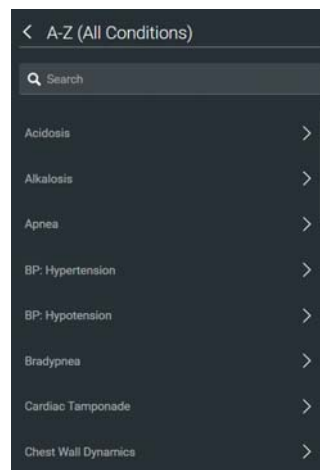 A-Z (All Conditions)
Search
Acidosis
Alkalosis
Apnea
BP: Hypertension
BP: Hypotension
Bradypnea
Cardiac Tamponade
Chest Wall Dynamics